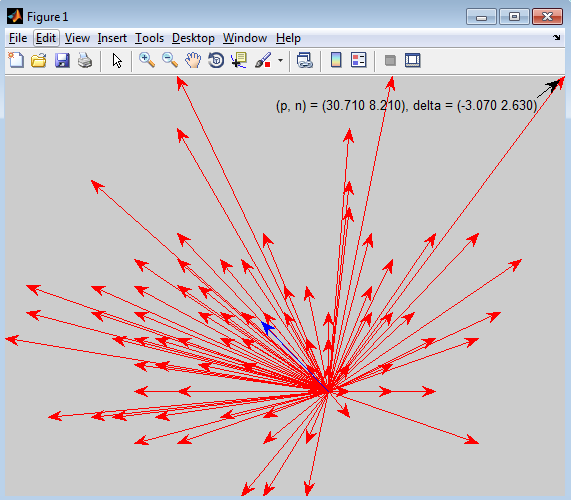 Figure 1
File Edit View Insert Tools Desktop Window Help
(p, n) = (30.710 8.210), delta = (-3.070 2.630)